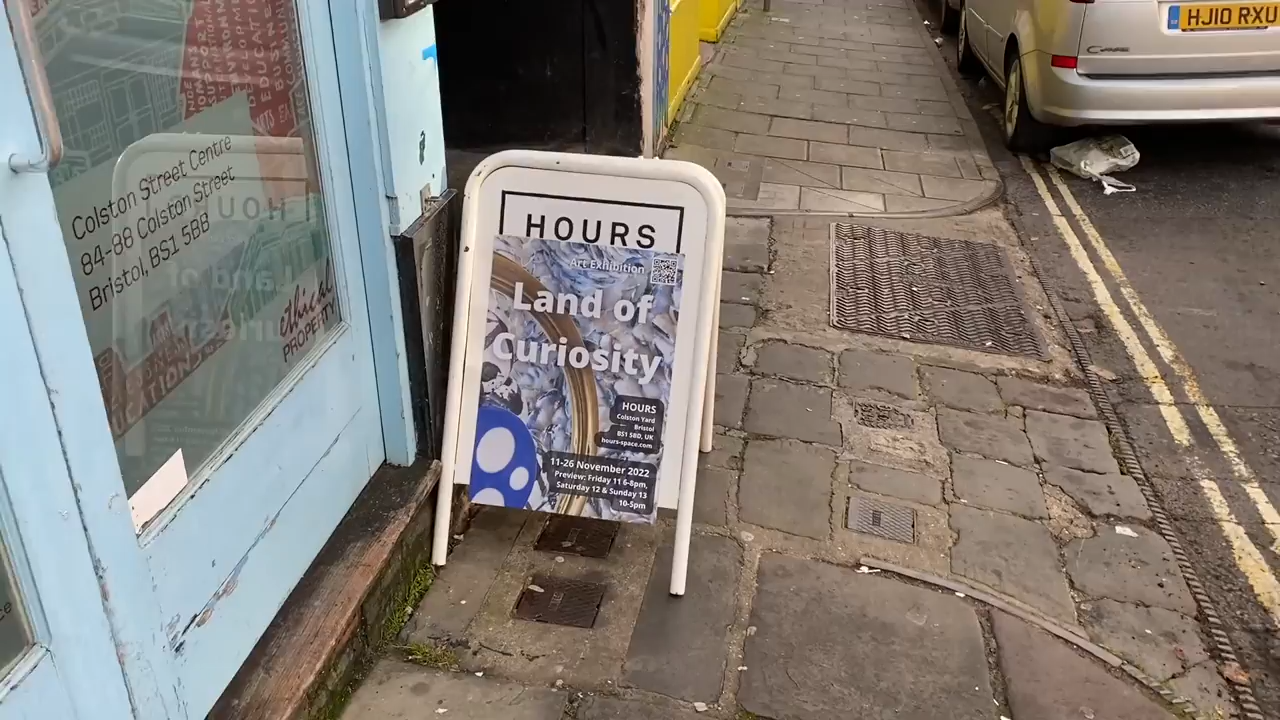 Colston Street Centre
84-88 Colston Street
Bristol, BS1 5BB
ethical
PROPERTY
HOURS
Art Exhibition
Land of
Curiosity
HOURS
Colston Yard
Bristol
BS1 5BD, UK
hours-space.com
11-26 November 2022
Preview: Friday 11 6-8pm,
Saturday 12 & Sunday 13
10-5pm
HJ10 RXU